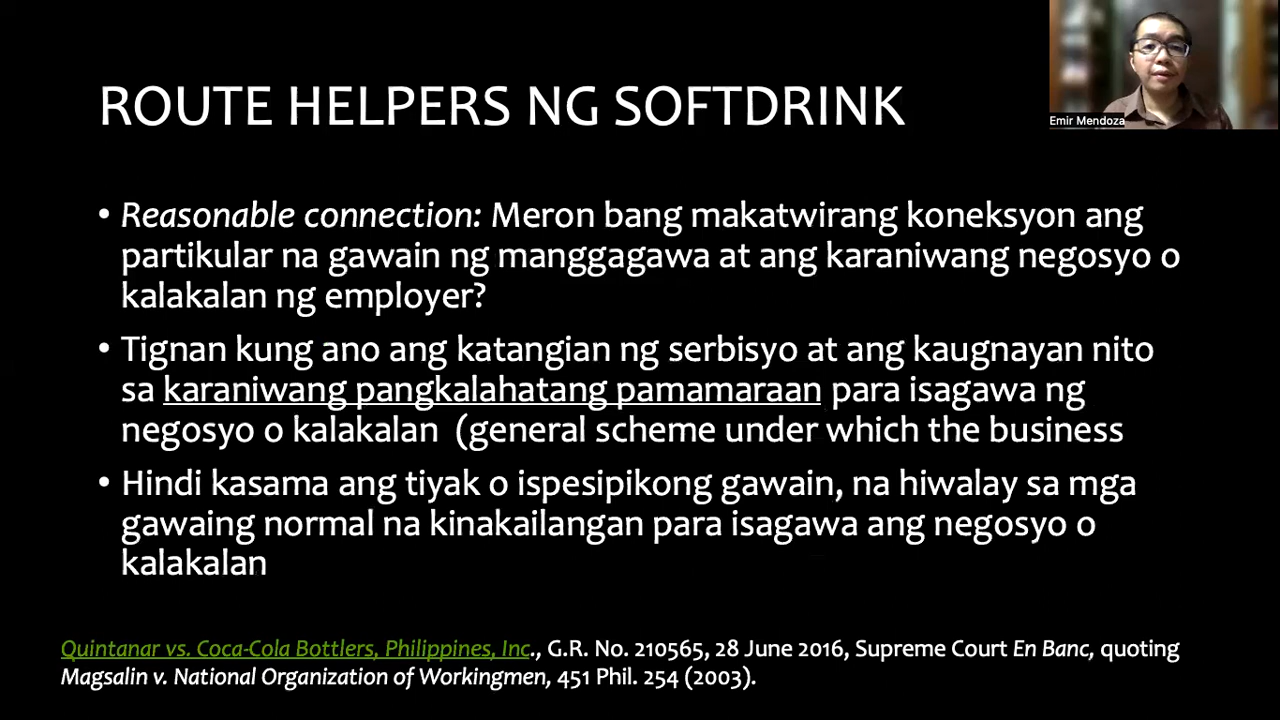 ROUTE HELPERS NG SOFTDRINK
Emir Mendoza
• Reasonable connection: Meron bang makatwirang koneksyon ang
partikular na gawain ng manggagawa at ang karaniwang negosyo o
kalakalan ng employer?
• Tignan kung ano ang katangian ng serbisyo at ang kaugnayan nito
sa karaniwang pangkalahatang pamamaraan para isagawa ng
negosyo o kalakalan (general scheme under which the business
• Hindi kasama ang tiyak o ispesipikong gawain, na hiwalay sa mga
gawaing normal na kinakailangan para isagawa ang negosyo o
kalakalan
Quintanar vs. Coca-Cola Bottlers, Philippines, Inc., G.R. No. 210565, 28 June 2016, Supreme Court En Banc, quoting
Magsalin v. National Organization of Workingmen, 451 Phil. 254 (2003).